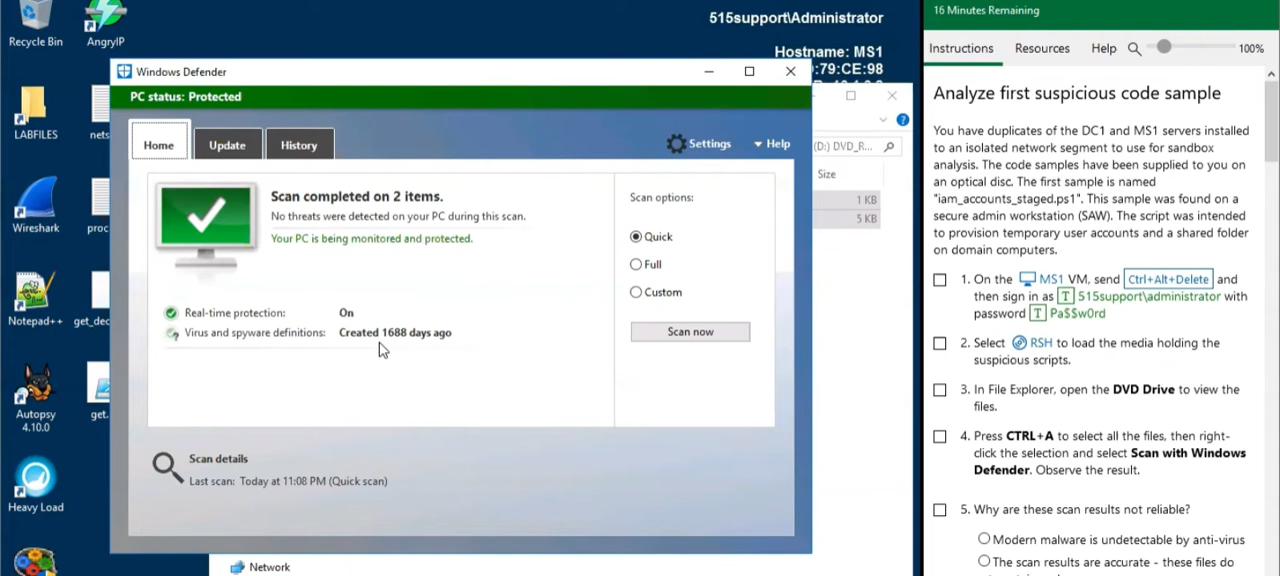 Recycle Bin
AngryIP
LABFILES
nets
Wireshark
proc
Notepad++
get_dec
Autopsy
4.10.0
get.
Heavy Load
515support\Administrator
Hostname: MS1
:79:CE:98
Windows Defender
PC status: Protected
Home
Update
History
Settings
Help
Scan completed on 2 items.
No threats were detected on your PC during this scan.
Your PC is being monitored and protected.
Real-time protection: On
Virus and spyware definitions: Created 1688 days ago
Scan options:
Quick
Full
Custom
Scan now
Scan details
Last scan: Today at 11:08 PM (Quick scan)
(D:) DVD_R...
Size
1 KB
5 KB
Network
16 Minutes Remaining
Instructions
Resources
Help
100%
Analyze first suspicious code sample
You have duplicates of the DC1 and MS1 servers installed
to an isolated network segment to use for sandbox
analysis. The code samples have been supplied to you on
an optical disc. The first sample is named
"iam_accounts_staged.ps1". This sample was found on a
secure admin workstation (SAW). The script was intended
to provision temporary user accounts and a shared folder
on domain computers.
1. On the MS1 VM, send Ctrl+Alt+Delete and
then sign in as T 515support\administrator with
password T Pa$$w0rd
2. Select RSH to load the media holding the
suspicious scripts.
3. In File Explorer, open the DVD Drive to view the
files.
4. Press CTRL+A to select all the files, then right-
click the selection and select Scan with Windows
Defender. Observe the result.
5. Why are these scan results not reliable?
Modern malware is undetectable by anti-virus
The scan results are accurate - these files do